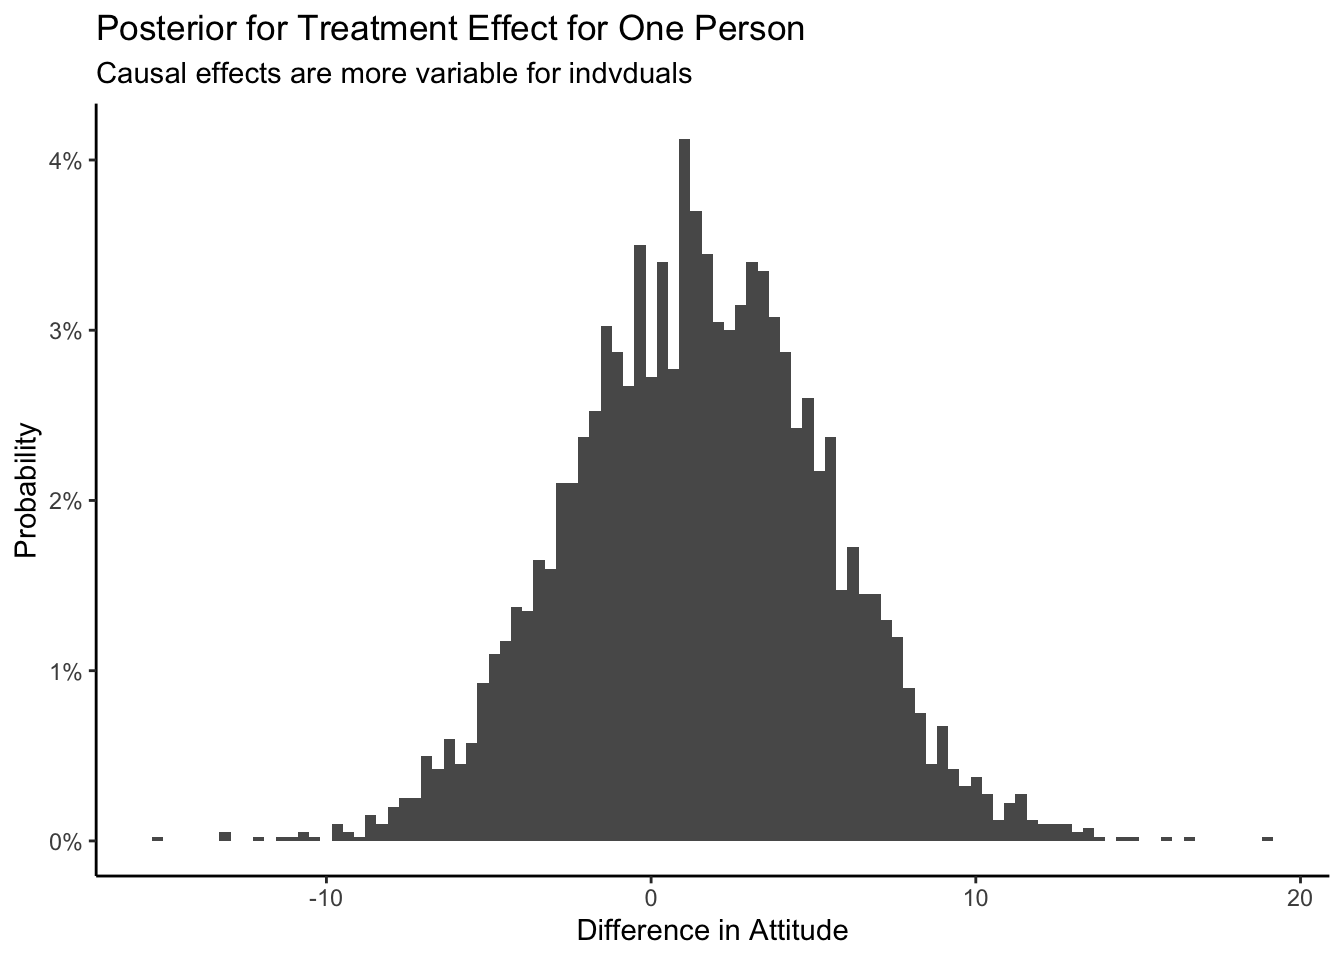 Posterior for Treatment Effect for One Person
Causal effects are more variable for indvduals
4%
3%
2%
1%
0%
Probability
-10
0
10
20
Difference in Attitude